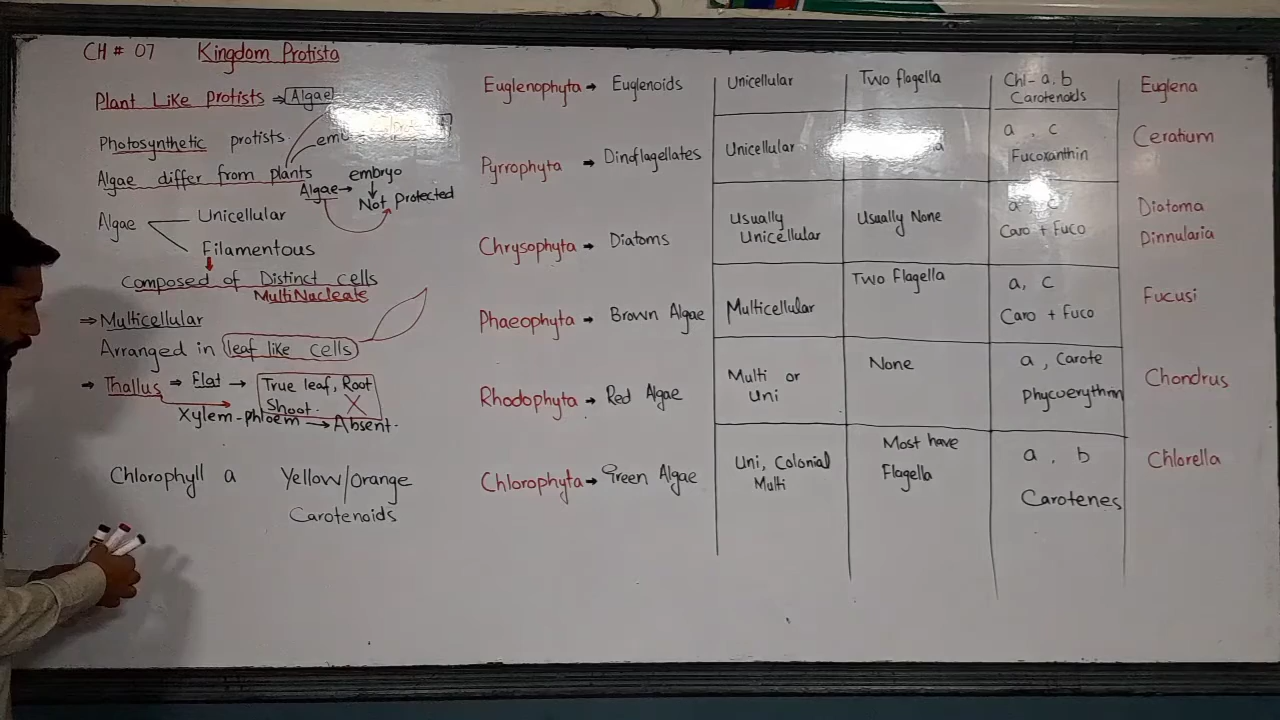 CH # 07 Kingdom Protista
Plant Like Protists ⇒ Algae
Photosynthetic protists.
Algae differ from plants
embryo
Algae → Not Protected
Algae
Unicellular
Filamentous
Composed of Distinct cells
MultiNucleate
⇒ Multicellular
Arranged in leaf like cells
⇒ Thallus ⇒ Flat → True leaf, Root
Shoot. X
Xylem-phloem → Absent.
Chlorophyll a Yellow/orange
Carotenoids
Euglenophyta → Euglenoids Unicellular Two flagella Chl- a, b
Carotenoids
Euglena
Pyrrophyta → Dinoflagellates Unicellular a , c
Fucoxanthin
Ceratium
Chrysophyta → Diatoms Usually
Unicellular
Usually None a, c
Caro + Fuco
Diatoma
Dinnularia
Phaeophyta → Brown Algae Multicellular Two Flagella a, c
Caro + Fuco
Fucusi
Rhodophyta → Red Algae Multi or
Uni
None a , Carote
phycoerythrin
Chondrus
Chlorophyta → Green Algae Uni, Colonial
Multi
Most have
Flagella
a , b
Carotenes
Chlorella